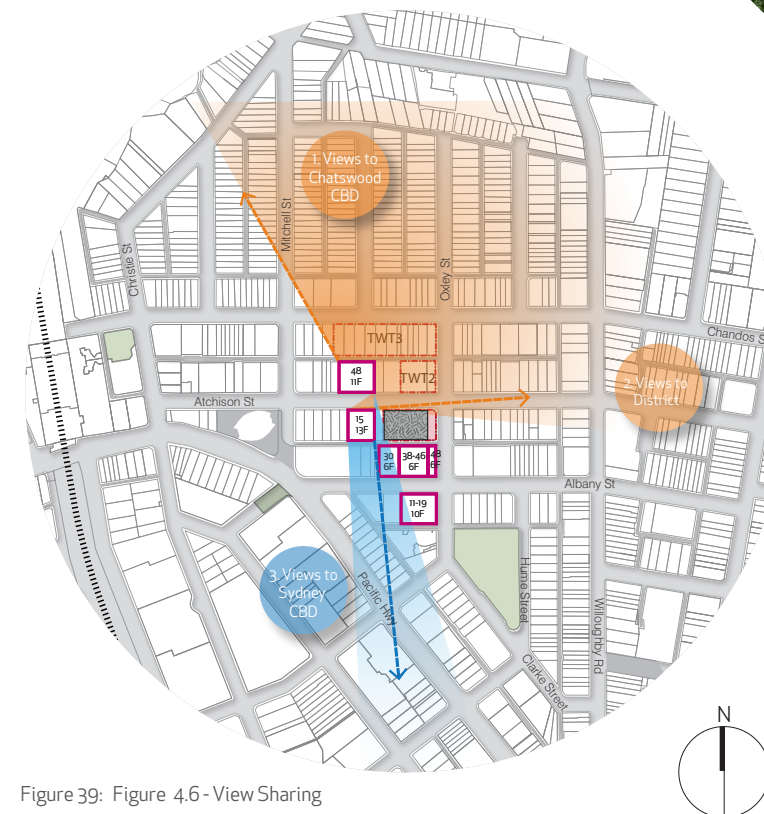 1. Views to
Chatswood
CBD
Mitchell St
Christie St
Oxley St
TWT3
Chandos S
48
11F
TWT2
2. Views to
District
Atchison St
15
13F
30
6F
38-46
6F
48
6F
Albany St
11-19
10F
3. Views to
Sydney
CBD
Pacific Hwy
Hume Street
Willoughby Rd
Clarke Street
N
Figure 39: Figure 4.6 - View Sharing